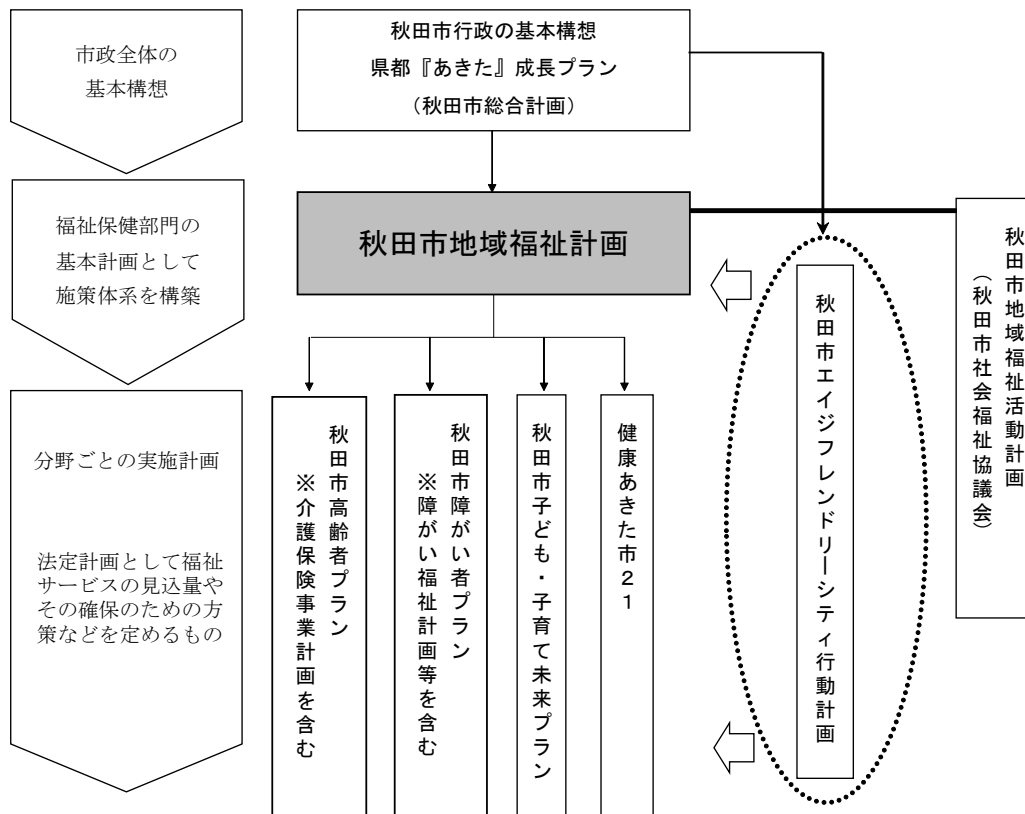 市政全体の
基本構想
秋田市行政の基本構想
県都『あきた』成長プラン
（秋田市総合計画）
福祉保健部門の
基本計画として
施策体系を構築
秋田市地域福祉計画
分野ごとの実施計画
法定計画として福祉
サービスの見込量や
その確保のための方
策などを定めるもの
秋田市高齢者プラン
※介護保険事業計画を含む
秋田市障がい者プラン
※障がい福祉計画等を含む
秋田市子ども・子育て未来プラン
健康あきた市２１
秋田市エイジフレンドリーシティ行動計画
秋田市地域福祉活動計画
（秋田市社会福祉協議会）